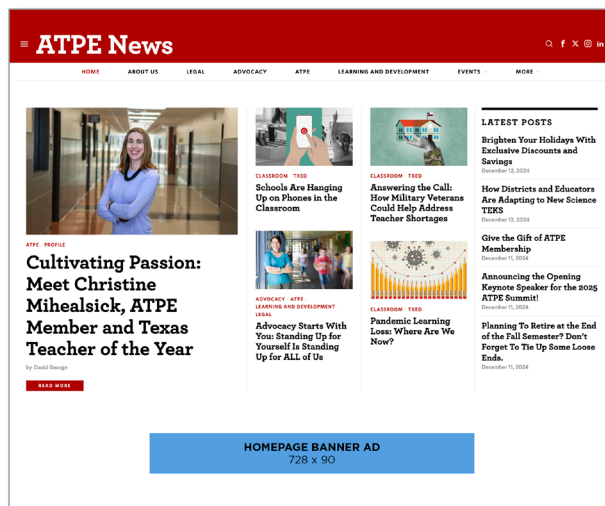 ATPE News
HOME ABOUT US LEGAL ADVOCACY ATPE LEARNING AND DEVELOPMENT EVENTS MORE
ATPE · PROFILE
Cultivating Passion:
Meet Christine
Mihealsick, ATPE
Member and Texas
Teacher of the Year
by David George
READ MORE
CLASSROOM · TXED
Schools Are Hanging
Up on Phones in the
Classroom
ADVOCACY · ATPE
LEARNING AND DEVELOPMENT ·
LEGAL
Advocacy Starts With
You: Standing Up for
Yourself Is Standing
Up for ALL of Us
CLASSROOM · TXED
Answering the Call:
How Military Veterans
Could Help Address
Teacher Shortages
CLASSROOM · TXED
Pandemic Learning
Loss: Where Are We
Now?
LATEST POSTS
Brighten Your Holidays With
Exclusive Discounts and
Savings
December 12, 2024
How Districts and Educators
Are Adapting to New Science
TEKS
December 12, 2024
Give the Gift of ATPE
Membership
December 11, 2024
Announcing the Opening
Keynote Speaker for the 2025
ATPE Summit!
December 11, 2024
Planning To Retire at the End
of the Fall Semester? Don't
Forget To Tie Up Some Loose
Ends.
December 11, 2024
HOMEPAGE BANNER AD
728 x 90